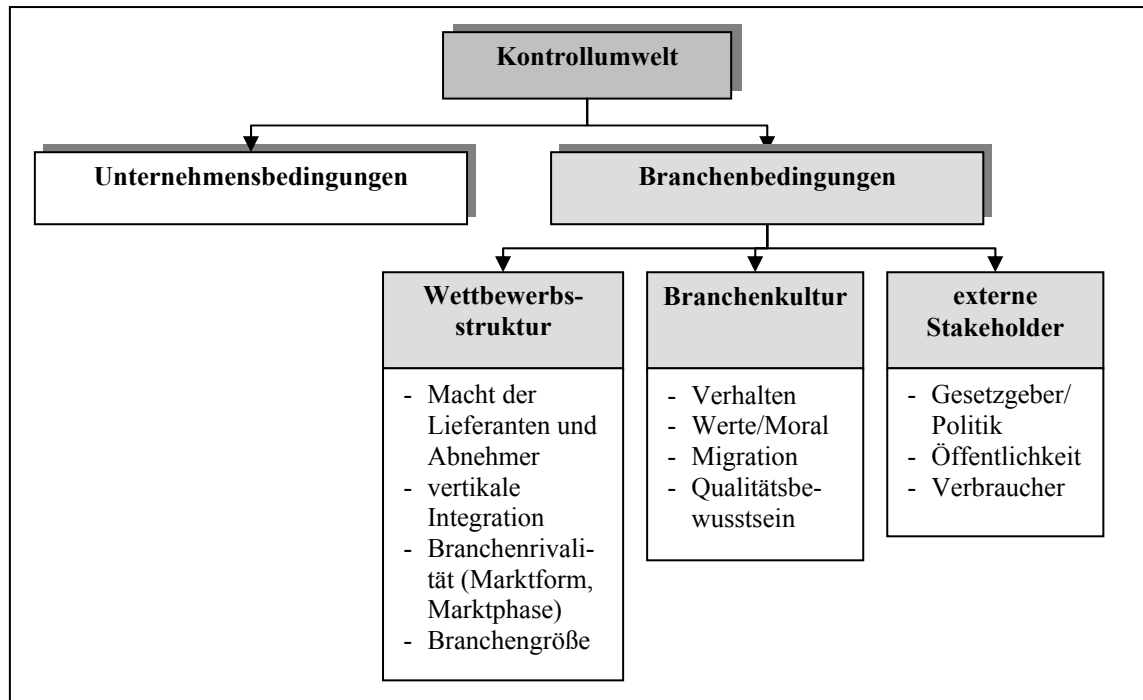 Kontrollumwelt
Unternehmensbedingungen
Branchenbedingungen
Wettbewerbs-
struktur
- Macht der
Lieferanten und
Abnehmer
- vertikale
Integration
- Branchenrivali-
tät (Marktform,
Marktphase)
- Branchengröße
Branchenkultur
- Verhalten
- Werte/Moral
- Migration
- Qualitätsbe-
wusstsein
externe
Stakeholder
- Gesetzgeber/
Politik
- Öffentlichkeit
- Verbraucher